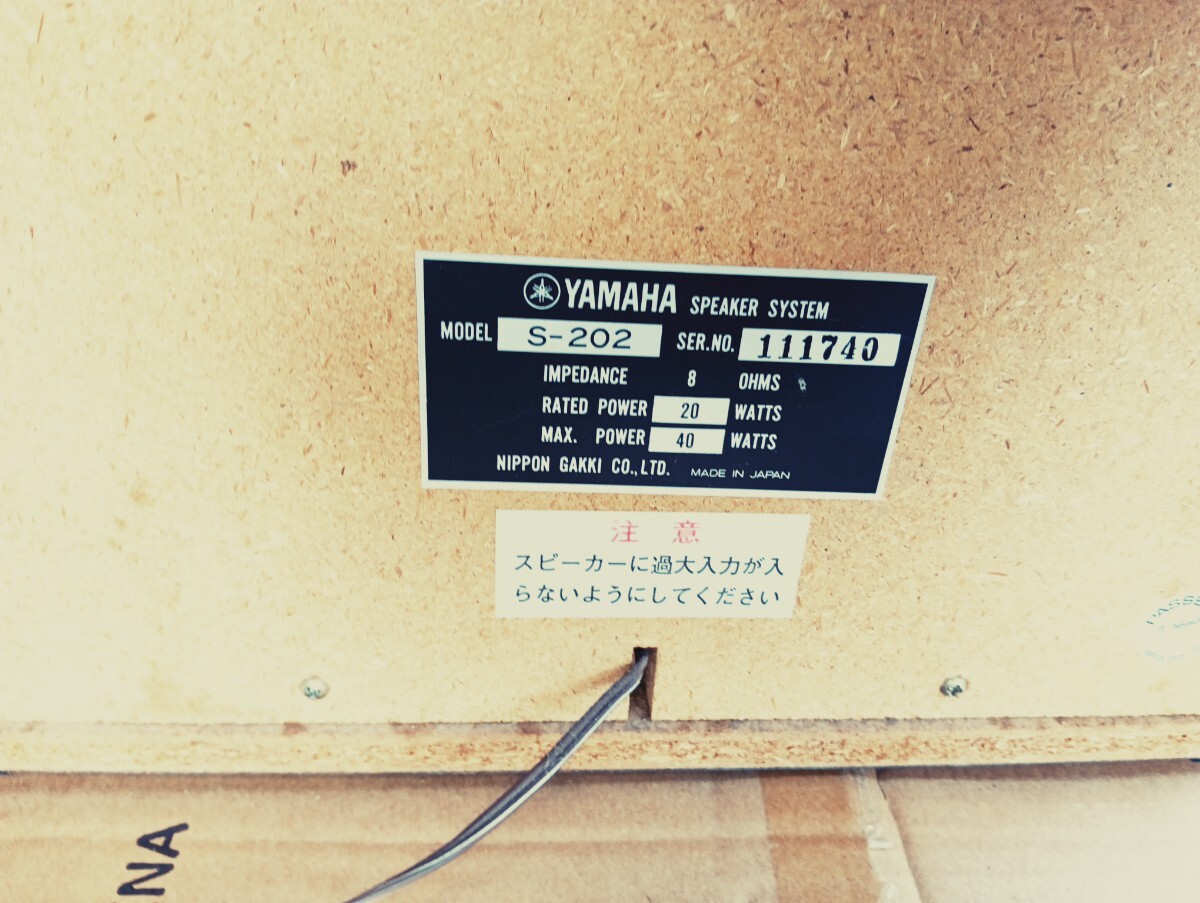 YAMAHA SPEAKER SYSTEM
MODEL S-202 SER.NO. 111740
IMPEDANCE 8 OHMS
RATED POWER 20 WATTS
MAX. POWER 40 WATTS
NIPPON GAKKI CO.,LTD. MADE IN JAPAN
注 意
スピーカーに過大入力が入
らないようにしてください